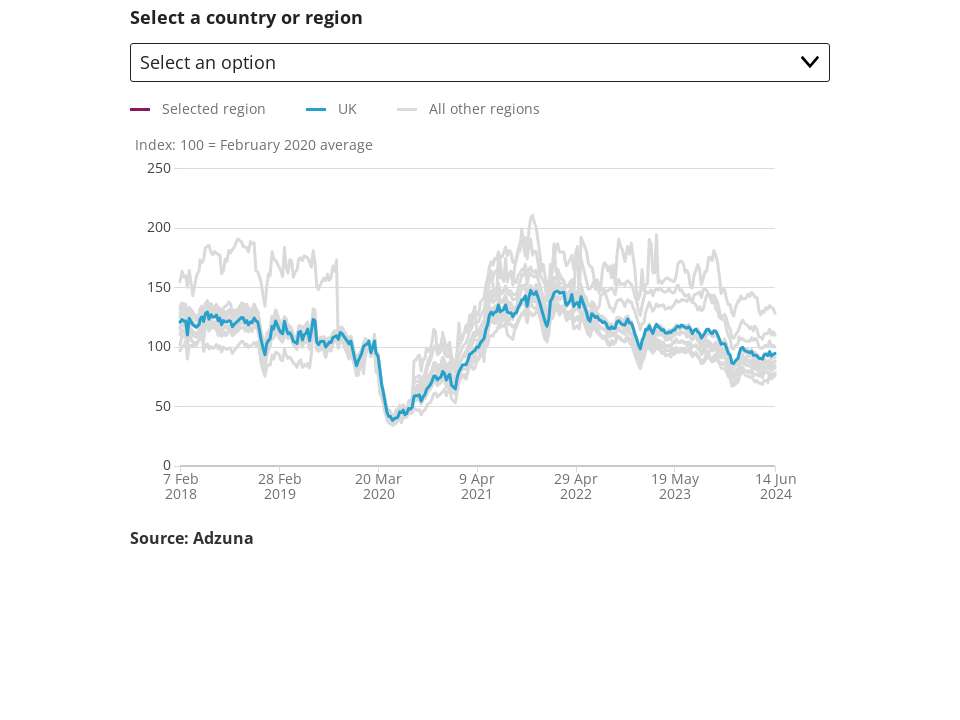 Select a country or region
Select an option
Selected region UK All other regions
Index: 100 = February 2020 average
250
200
150
100
50
0
7 Feb 28 Feb 20 Mar 9 Apr 29 Apr 19 May 14 Jun
2018 2019 2020 2021 2022 2023 2024
Source: Adzuna